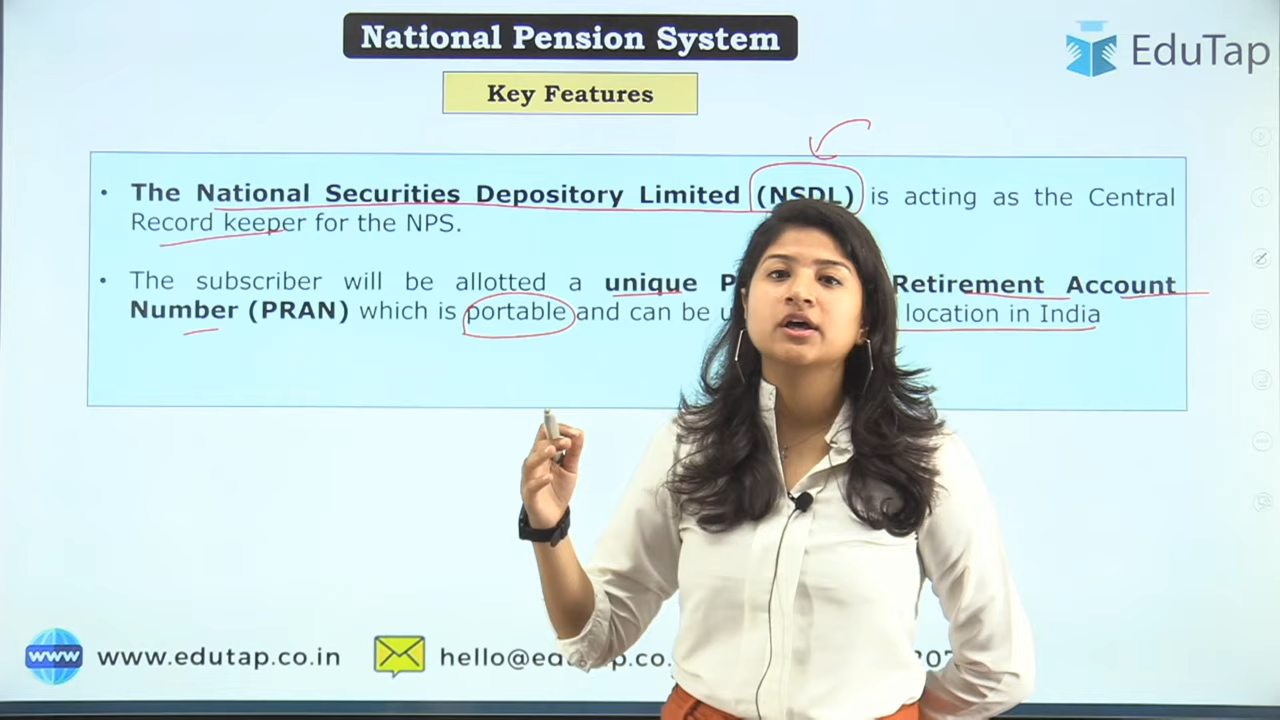 National Pension System
EduTap
Key Features
• The National Securities Depository Limited (NSDL) is acting as the Central
Record keeper for the NPS.
• The subscriber will be allotted a unique Retirement Account
Number (PRAN) which is portable and can be location in India
www
www.edutap.co.in